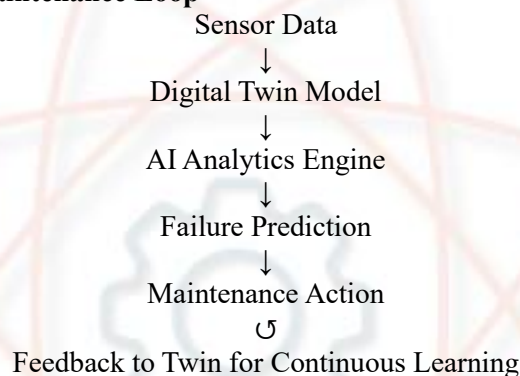 Loop
Sensor Data
↓
Digital Twin Model
↓
AI Analytics Engine
↓
Failure Prediction
↓
Maintenance Action
↺
Feedback to Twin for Continuous Learning